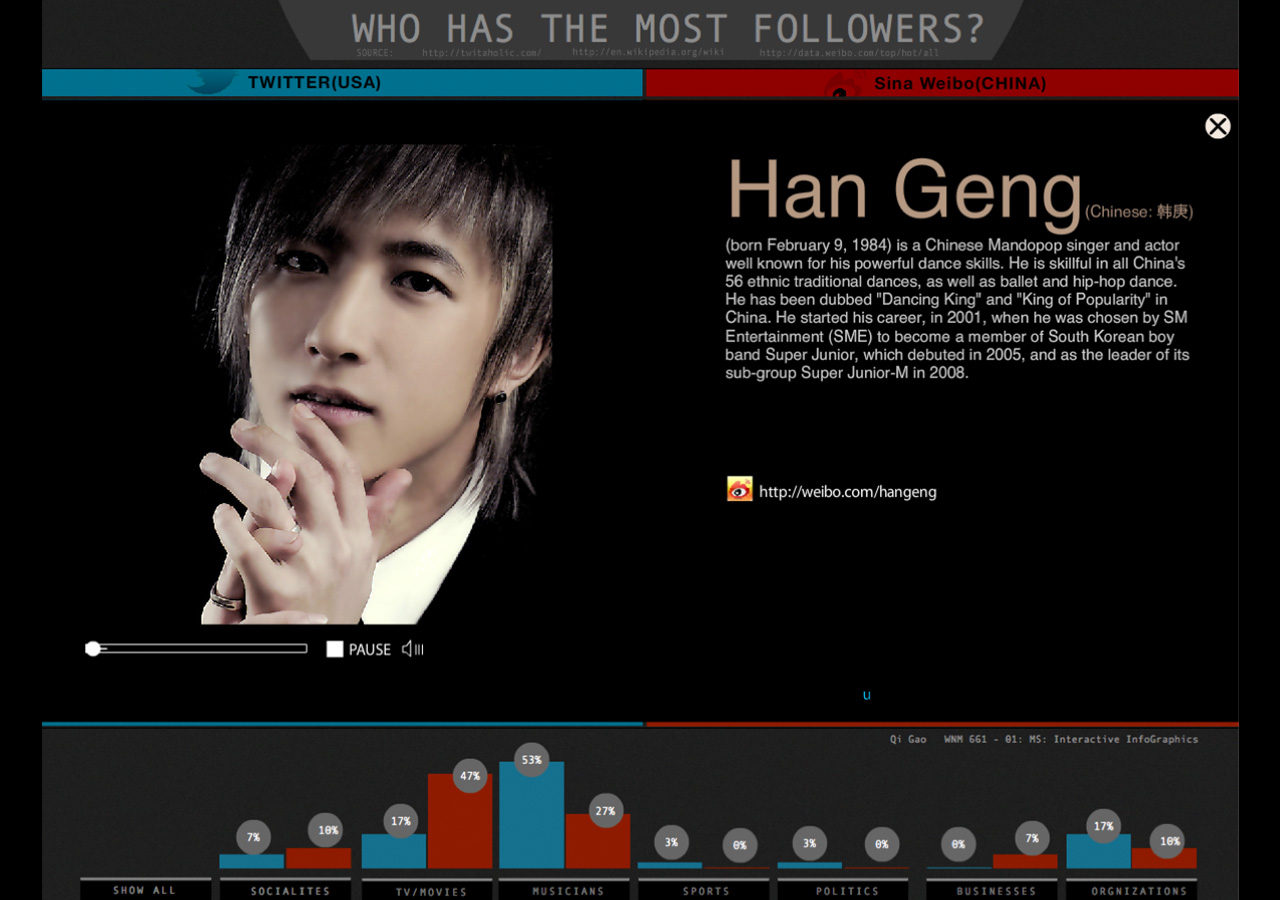 WHO HAS THE MOST FOLLOWERS?
SOURCE: http://twitaholic.com/ http://en.wikipedia.org/wiki http://data.weibo.com/top/hot/all
TWITTER(USA)
Sina Weibo(CHINA)
Han Geng (Chinese: 韩庚)
(born February 9, 1984) is a Chinese Mandopop singer and actor
well known for his powerful dance skills. He is skillful in all China's
56 ethnic traditional dances, as well as ballet and hip-hop dance.
He has been dubbed "Dancing King" and "King of Popularity" in
China. He started his career, in 2001, when he was chosen by SM
Entertainment (SME) to become a member of South Korean boy
band Super Junior, which debuted in 2005, and as the leader of its
sub-group Super Junior-M in 2008.
http://weibo.com/hangeng
PAUSE
u
Qi Gao WNM 661 - 01: MS: Interactive InfoGraphics
7% 10% 17% 47% 53% 27% 3% 0% 3% 0% 0% 7% 17% 10%
SHOW ALL SOCIALITES TV/MOVIES MUSICIANS SPORTS POLITICS BUSINESSES ORGNIZATIONS